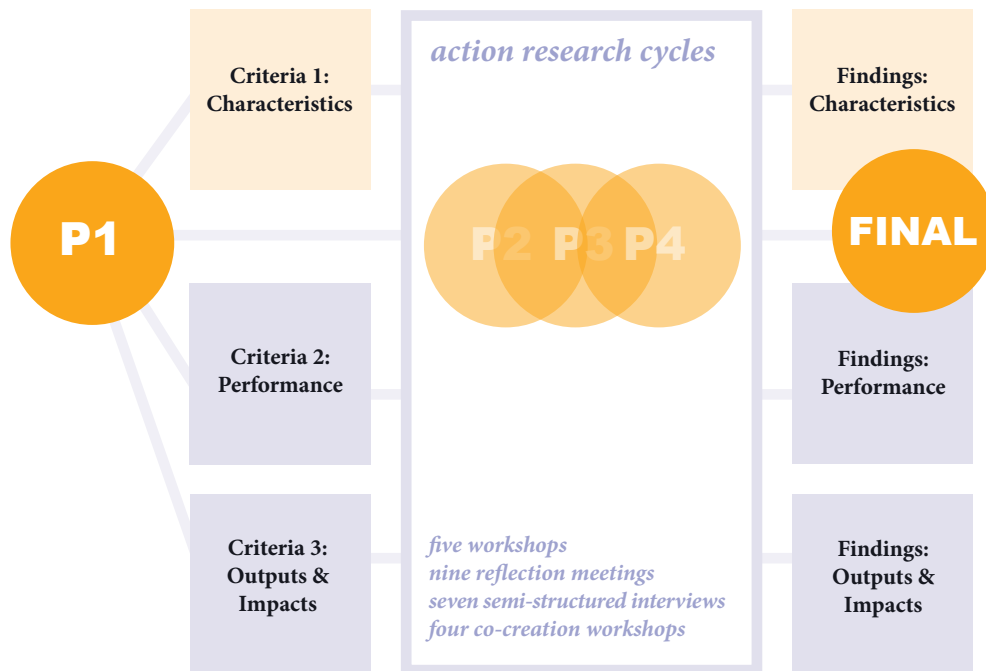 P1
Criteria 1:
Characteristics
Criteria 2:
Performance
Criteria 3:
Outputs &
Impacts
action research cycles
P2 P3 P4
five workshops
nine reflection meetings
seven semi-structured interviews
four co-creation workshops
Findings:
Characteristics
FINAL
Findings:
Performance
Findings:
Outputs &
Impacts